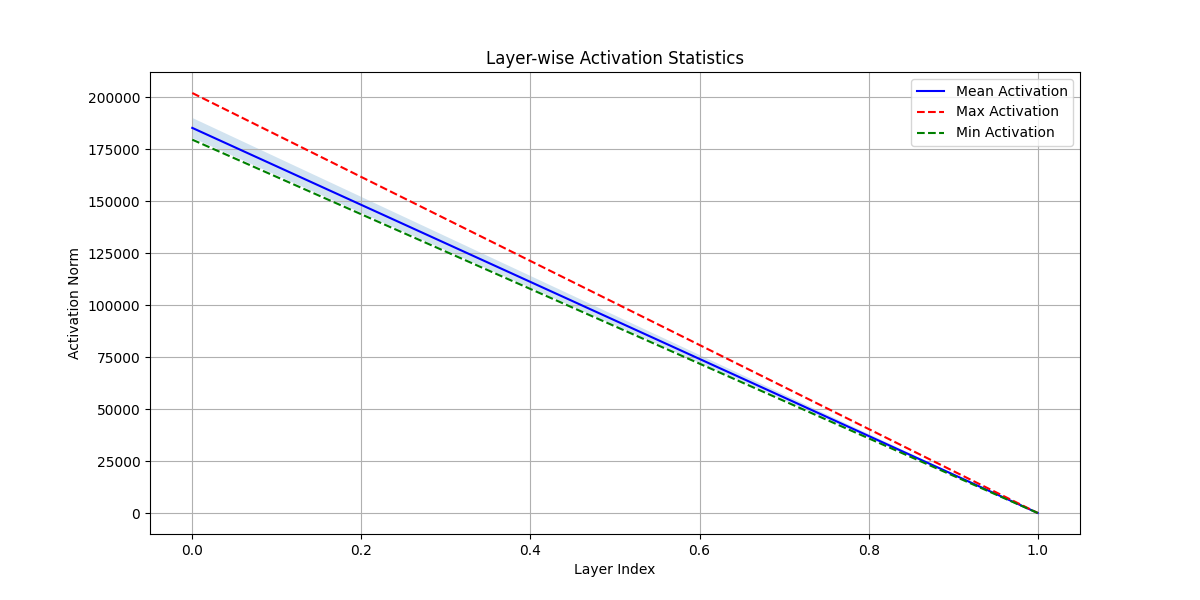 Layer-wise Activation Statistics
Mean Activation
Max Activation
Min Activation
Activation Norm
200000
175000
150000
125000
100000
75000
50000
25000
0
0.0 0.2 0.4 0.6 0.8 1.0
Layer Index